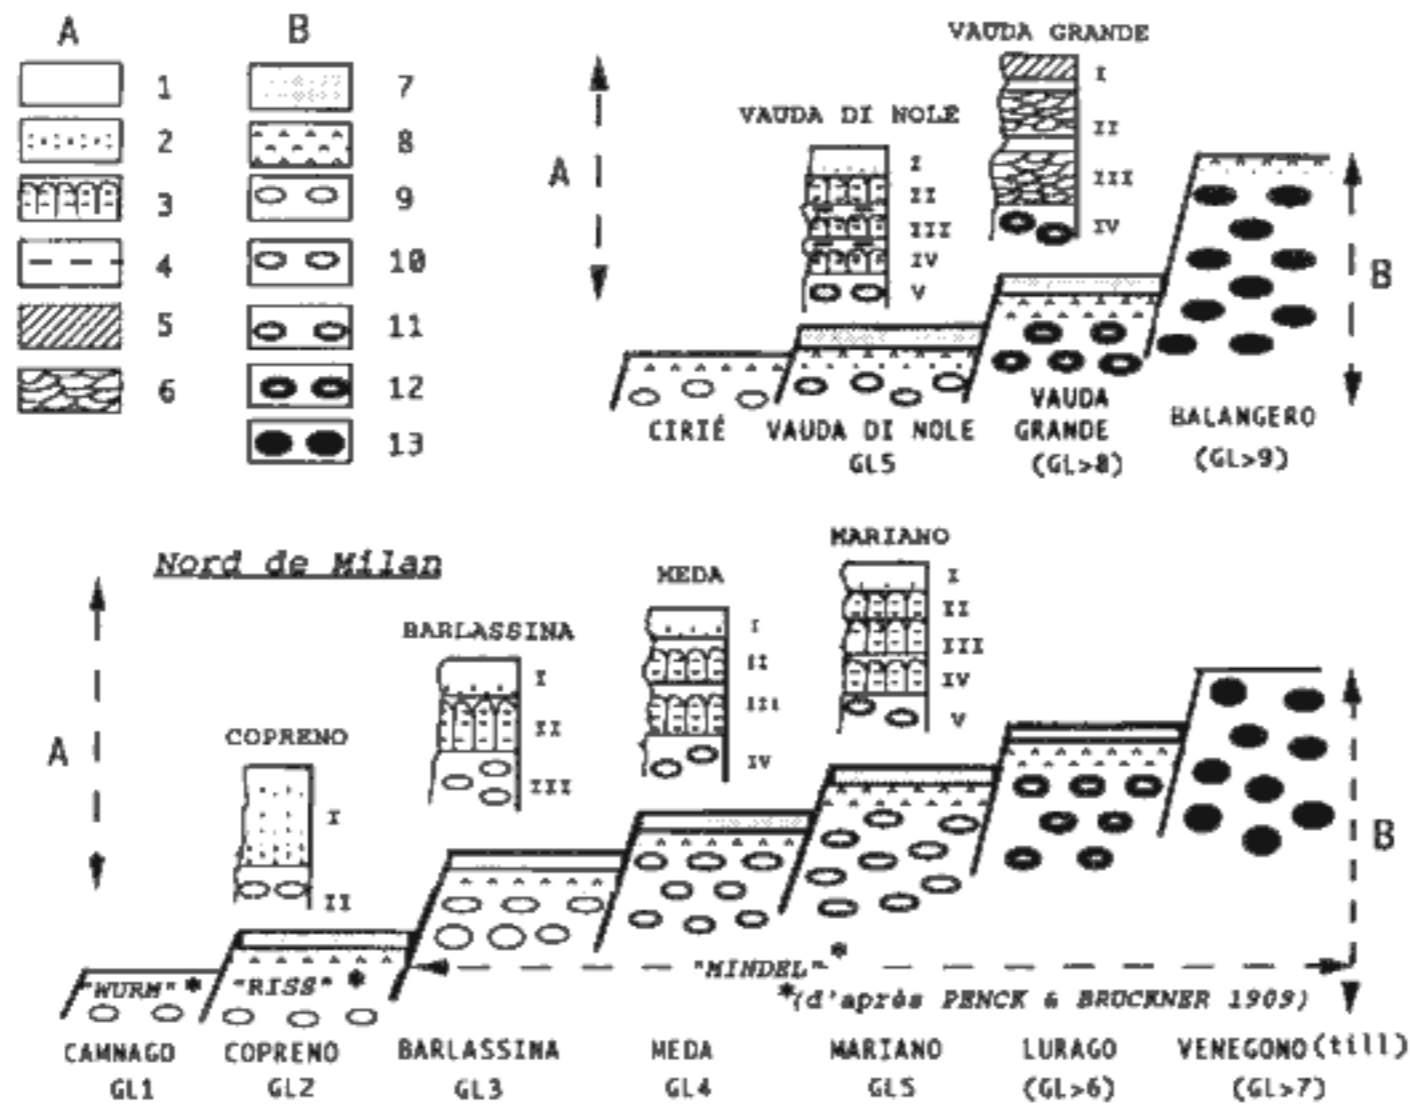 A B
1 7
2 8
3 9
4 10
5 11
6 12
13
VAUDA GRANDE
I
II
III
IV
VAUDA DI NOLE
I
II
III
IV
V
A
B
CIRIÉ
VAUDA DI NOLE
GL5
VAUDA
GRANDE
(GL>8)
BALANGERO
(GL>9)
Nord de Milan
A
COPRENO
I
II
BARLASSINA
I
II
III
MEDA
I
II
III
IV
MARIANO
I
II
III
IV
V
B
"WURM" *
"RISS" *
"MINDEL" *
*(d'après PENCK & BRUCKNER 1909)
CAMNAGO
GL1
COPRENO
GL2
BARLASSINA
GL3
MEDA
GL4
MARIANO
GL5
LURAGO
(GL>6)
VENEGONO (till)
(GL>7)